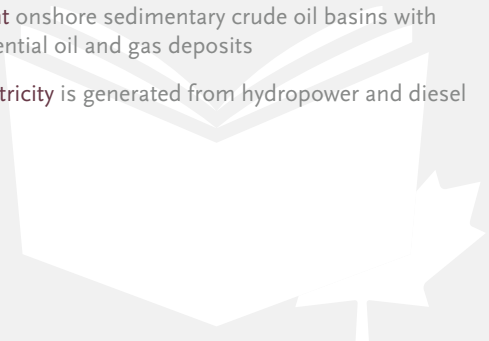 t onshore sedimentary crude oil basins with
ential oil and gas deposits
tricity is generated from hydropower and diesel